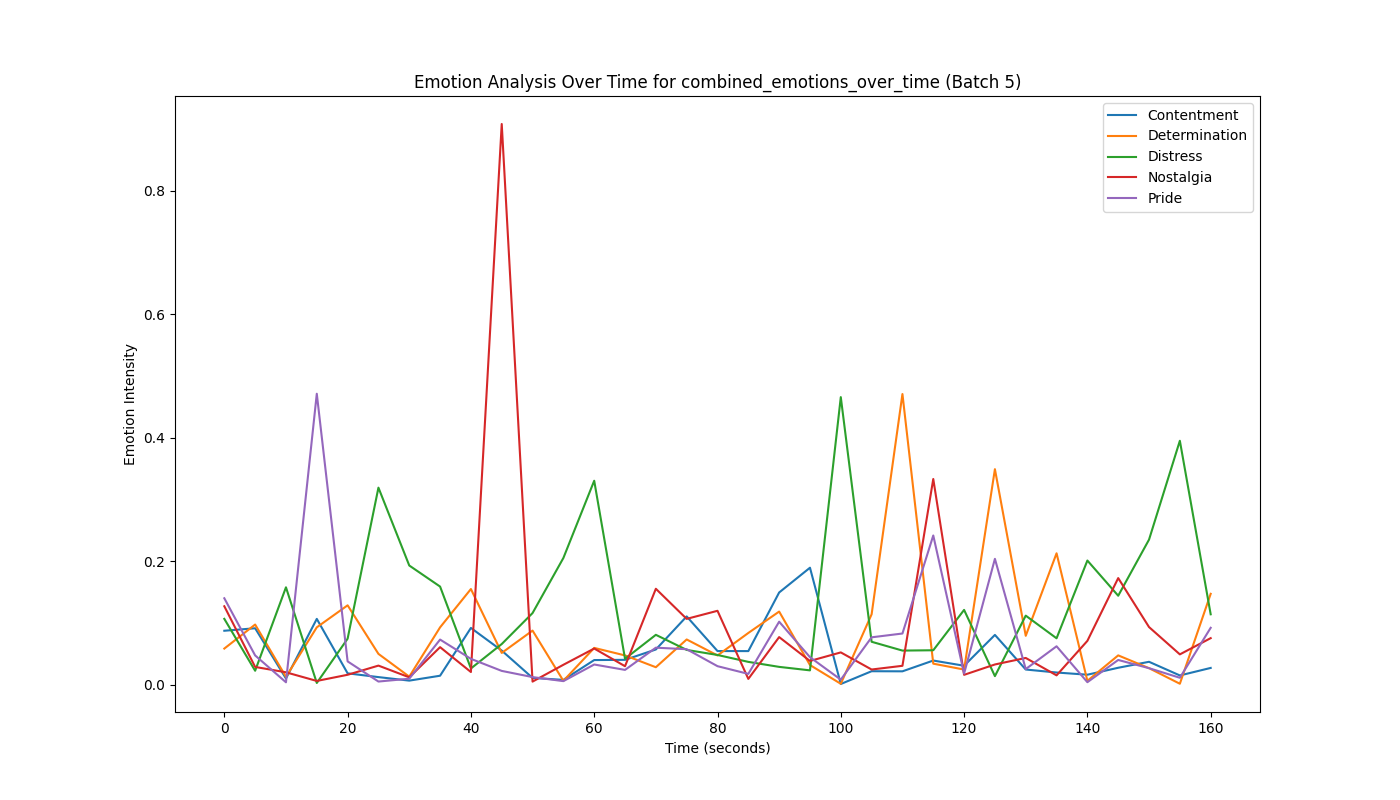 Emotion Analysis Over Time for combined_emotions_over_time (Batch 5)
Contentment
Determination
Distress
Nostalgia
Pride
Emotion Intensity
0.8
0.6
0.4
0.2
0.0
0 20 40 60 80 100 120 140 160
Time (seconds)